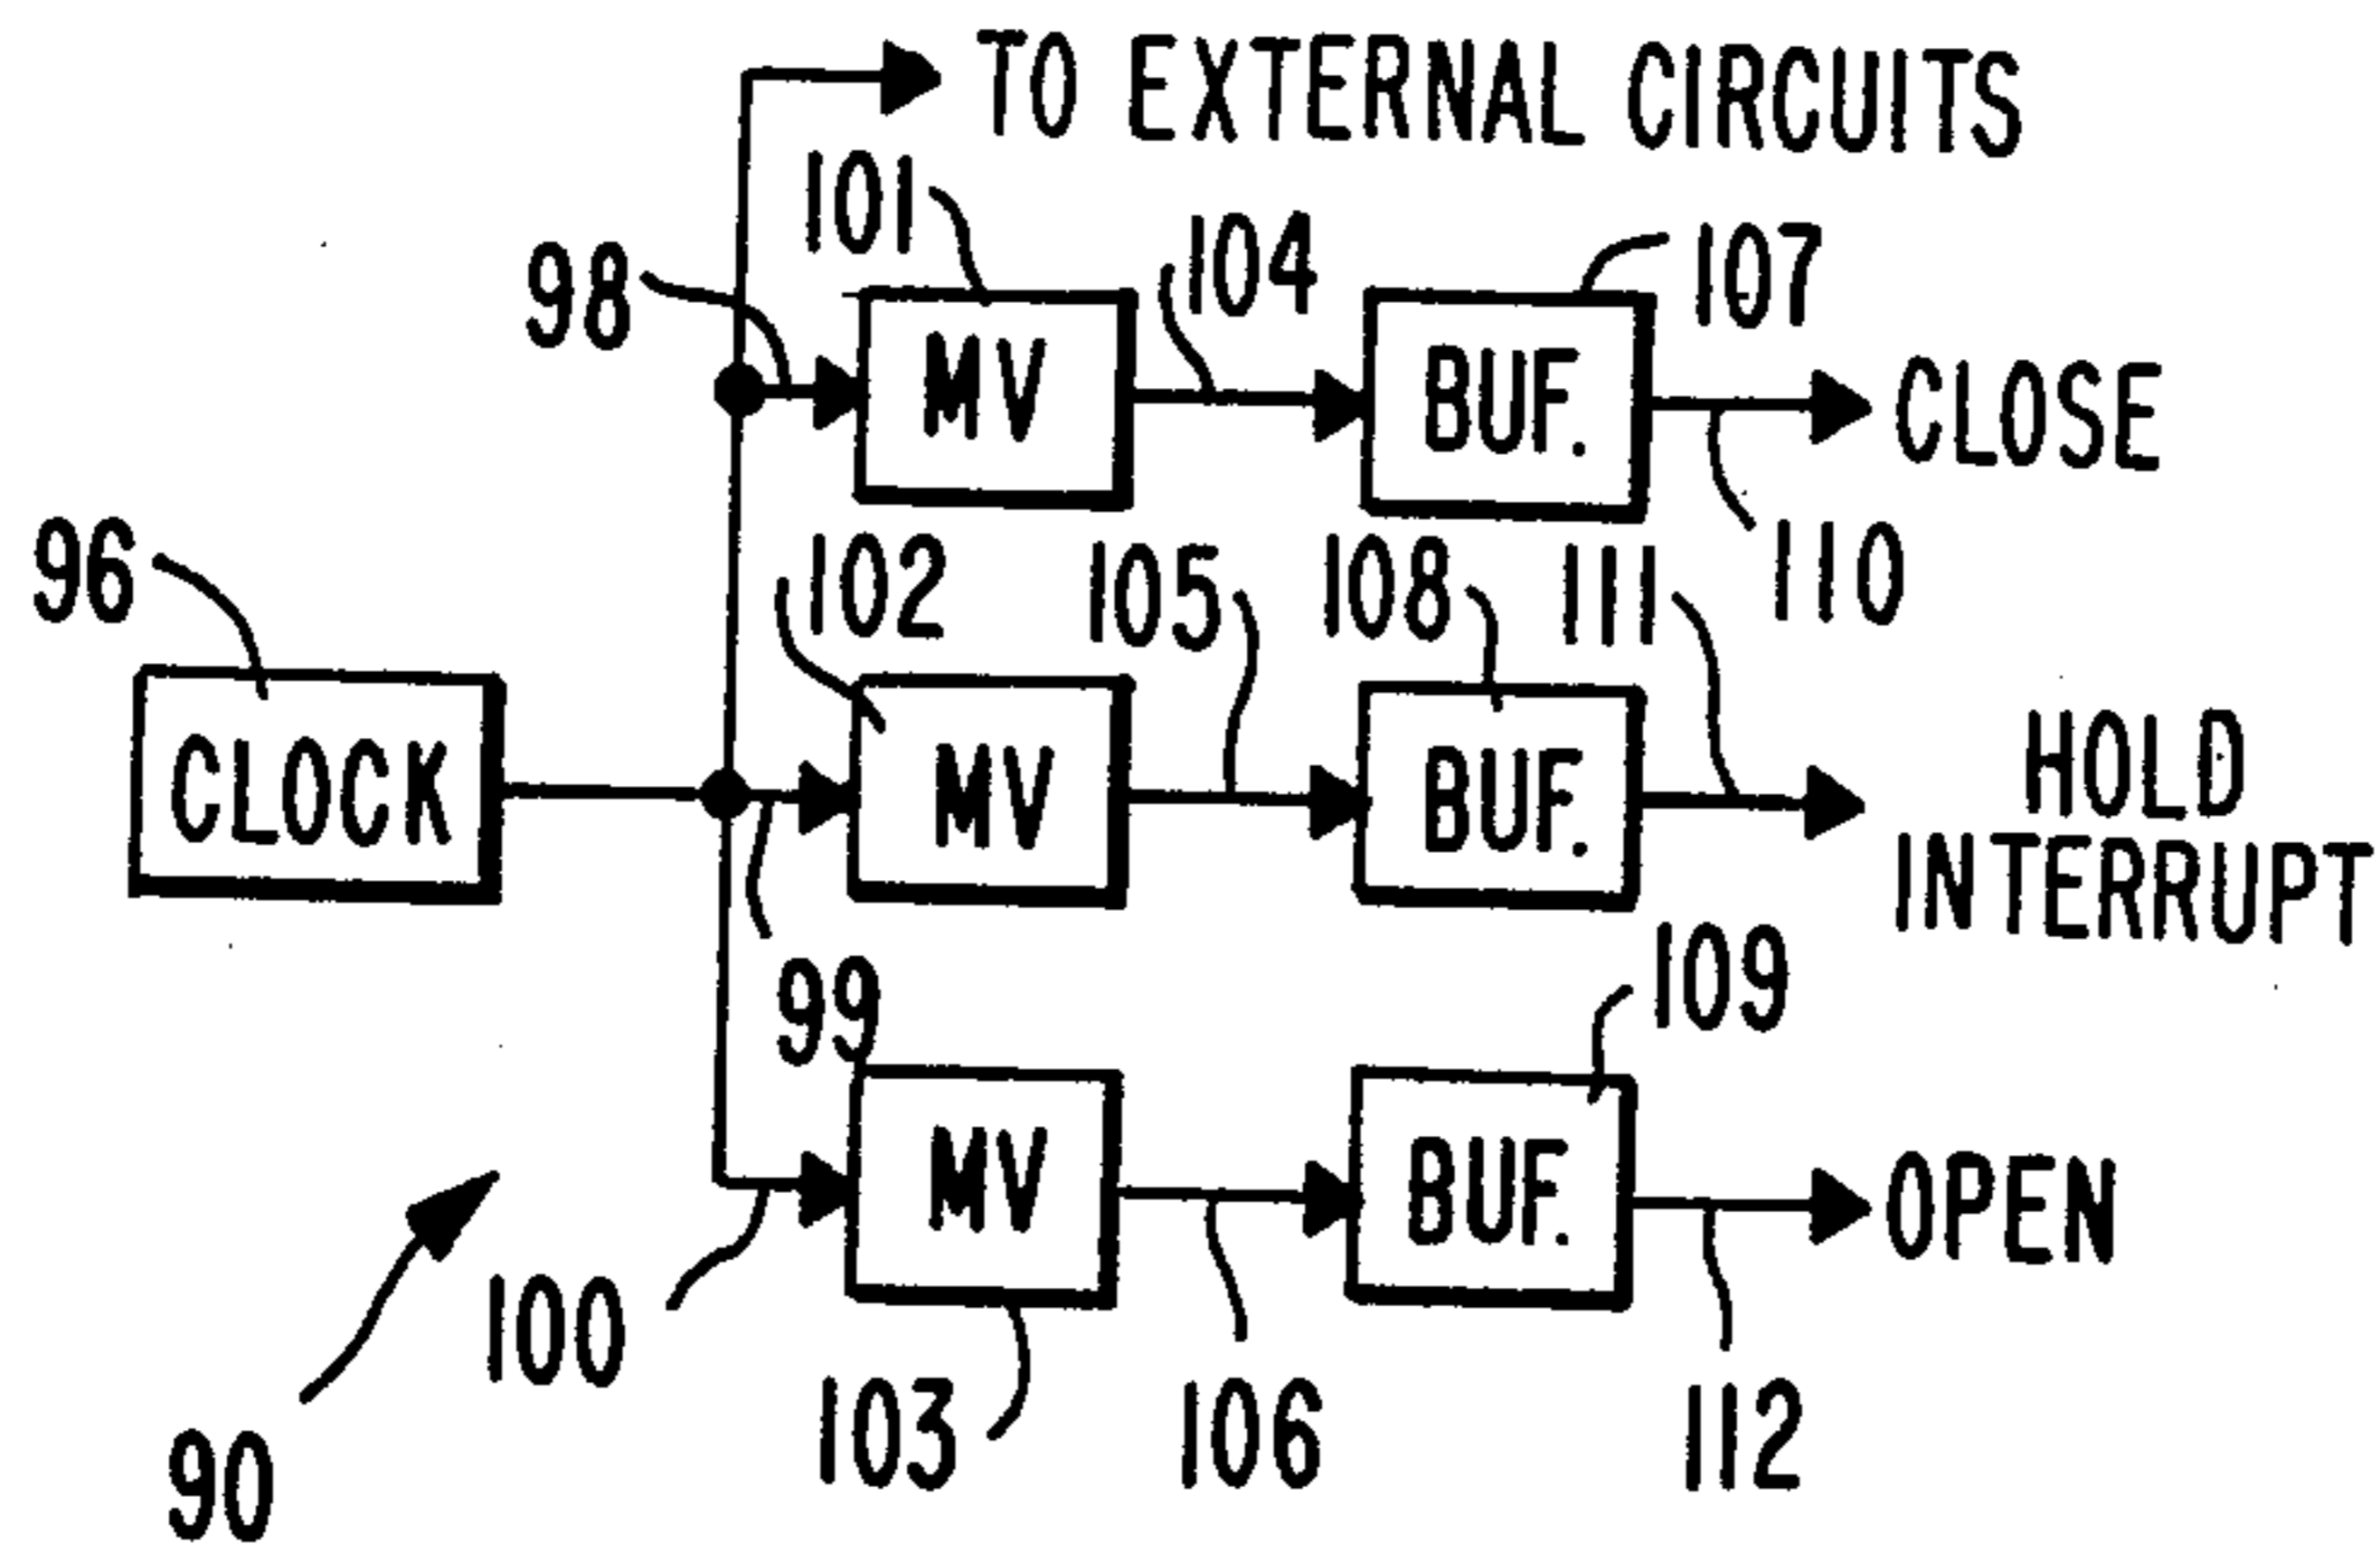 TO EXTERNAL CIRCUITS
101
98
104
107
MV
BUF.
CLOSE
96
102
105
108
111
110
CLOCK
MV
BUF.
HOLD
INTERRUPT
99
109
MV
BUF.
OPEN
100
103
106
112
90